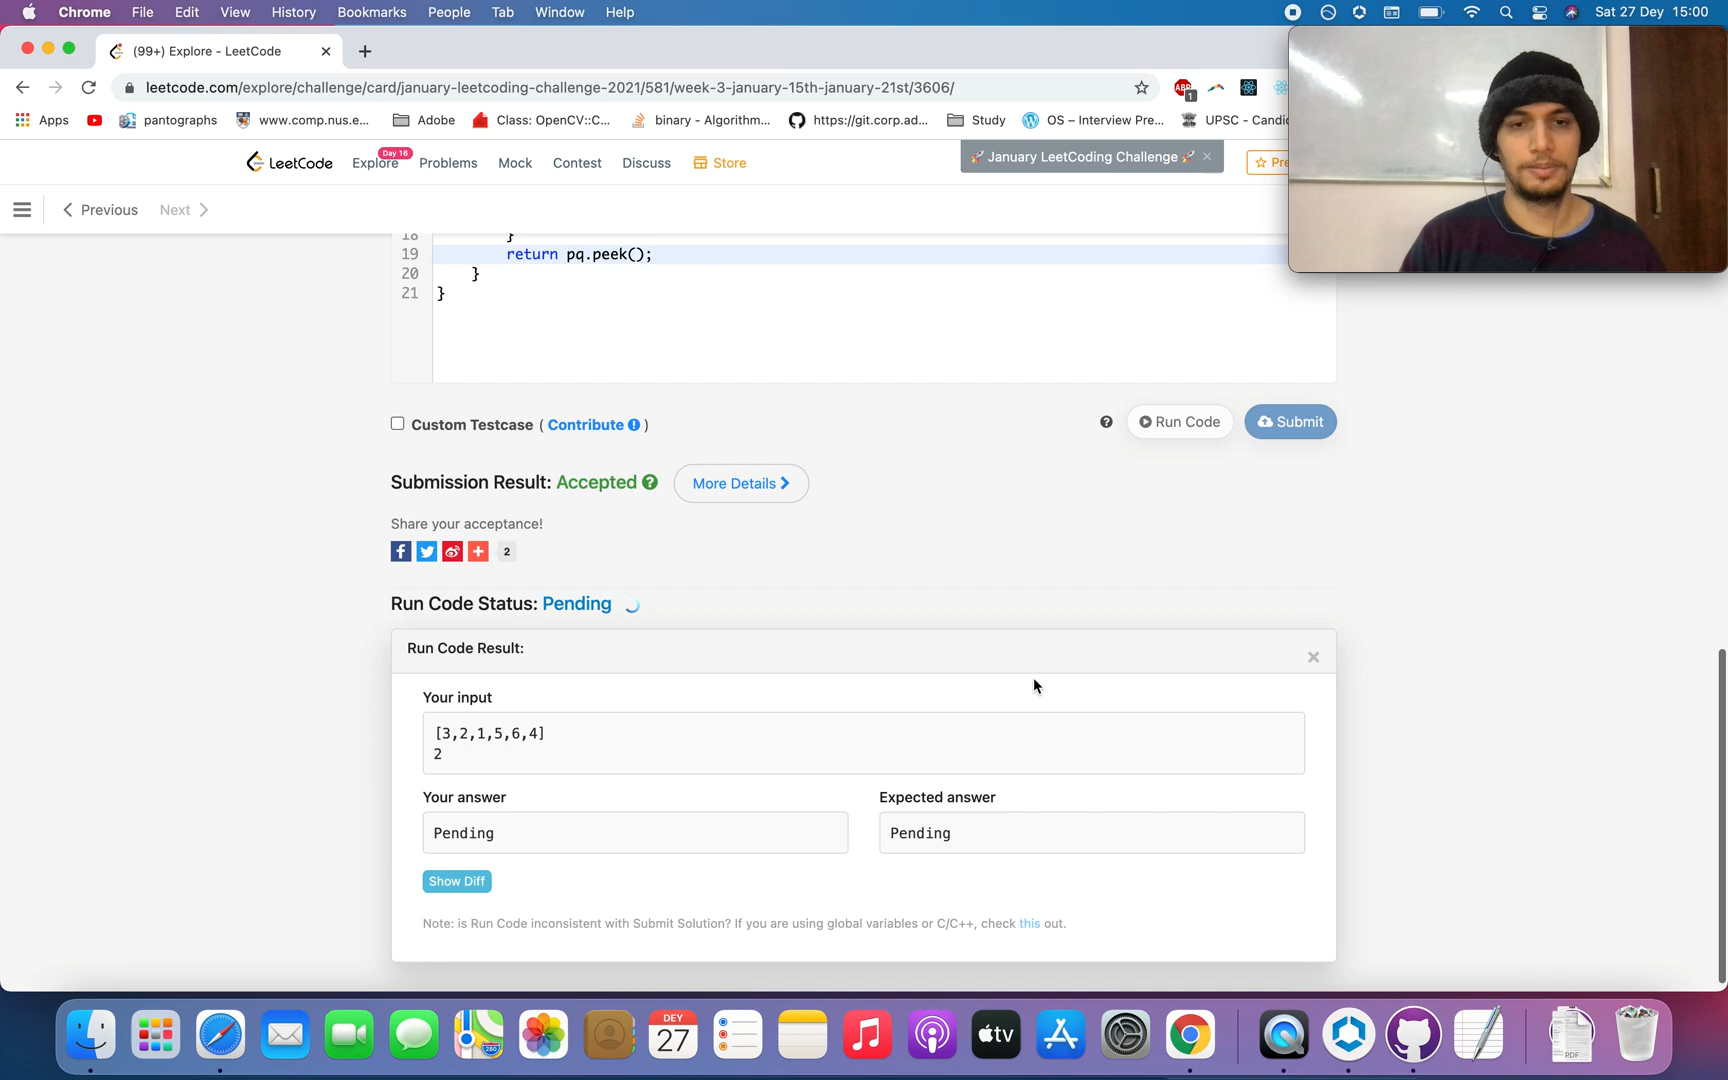 Chrome File Edit View History Bookmarks People Tab Window Help Sat 27 Dey 15:00
(99+) Explore - LeetCode
leetcode.com/explore/challenge/card/january-leetcoding-challenge-2021/581/week-3-january-15th-january-21st/3606/
ABP 1
Apps pantographs www.comp.nus.e... Adobe Class: OpenCV::C... binary - Algorithm... https://git.corp.ad... Study OS – Interview Pre... UPSC - Candid
LeetCode Explore Day 16 Problems Mock Contest Discuss Store 🚀 January LeetCoding Challenge 🚀 × Pre
Previous Next
18 }
19 return pq.peek();
20 }
21 }
Custom Testcase ( Contribute )
Run Code Submit
Submission Result: Accepted More Details
Share your acceptance!
2
Run Code Status: Pending
Run Code Result: ×
Your input
[3,2,1,5,6,4]
2
Your answer Expected answer
Pending Pending
Show Diff
Note: is Run Code inconsistent with Submit Solution? If you are using global variables or C/C++, check this out.
DEY
27
tv
PDF